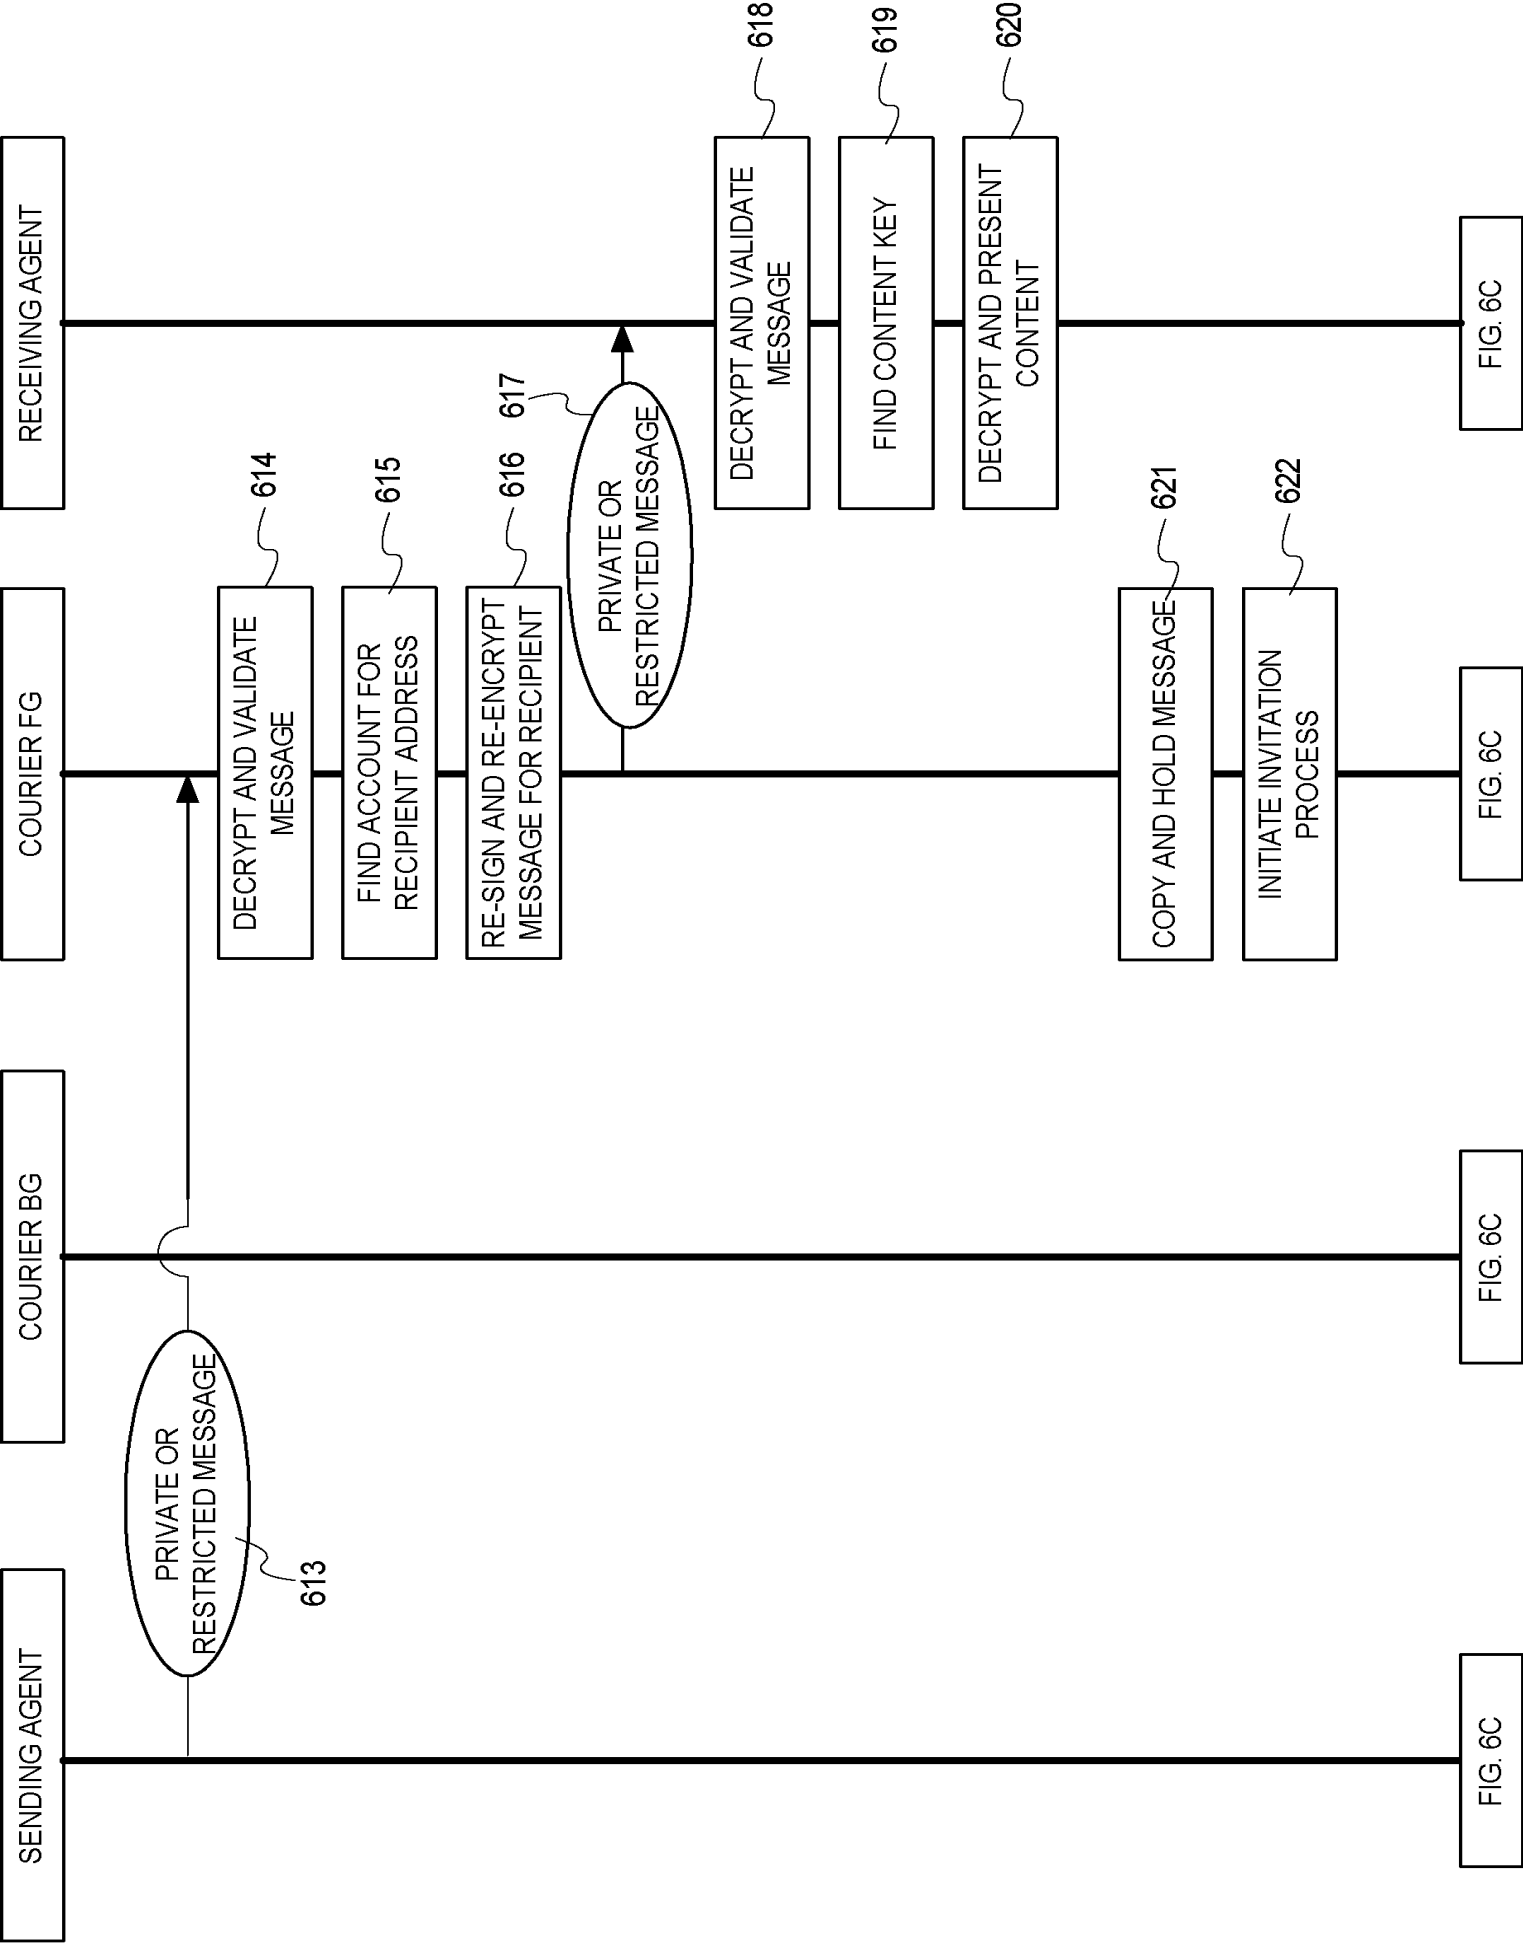 SENDING AGENT
COURIER BG
COURIER FG
RECEIVING AGENT
PRIVATE OR
RESTRICTED MESSAGE
613
DECRYPT AND VALIDATE
MESSAGE
614
FIND ACCOUNT FOR
RECIPIENT ADDRESS
615
RE-SIGN AND RE-ENCRYPT
MESSAGE FOR RECIPIENT
616
PRIVATE OR
RESTRICTED MESSAGE
617
DECRYPT AND VALIDATE
MESSAGE
618
FIND CONTENT KEY
619
DECRYPT AND PRESENT
CONTENT
620
COPY AND HOLD MESSAGE
621
INITIATE INVITATION
PROCESS
622
FIG. 6C
FIG. 6C
FIG. 6C
FIG. 6C